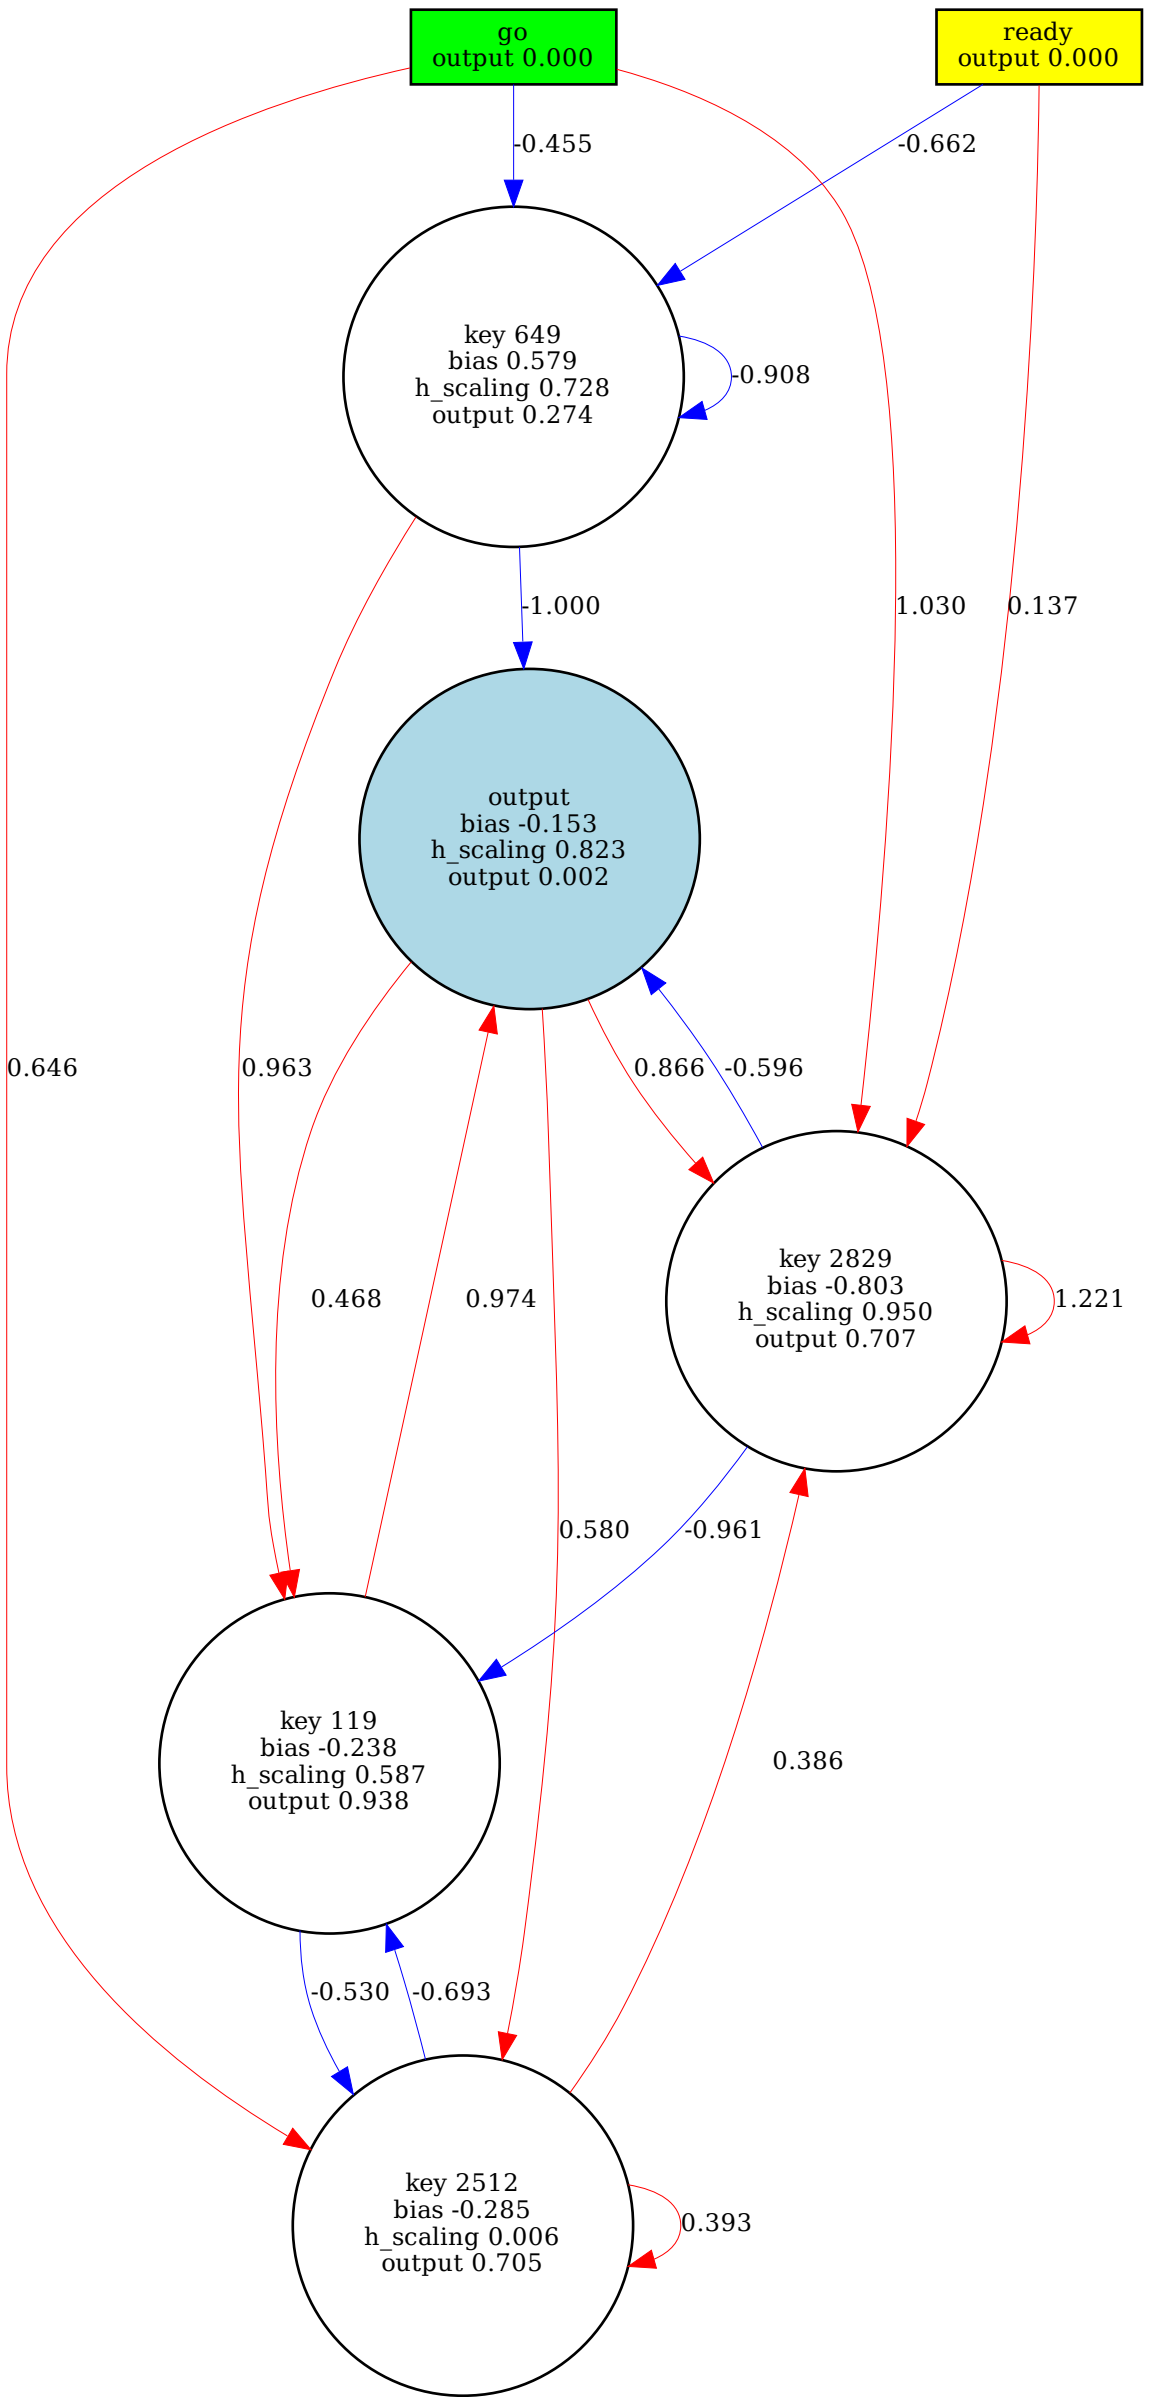 go
output 0.000
ready
output 0.000
-0.455
-0.662
key 649
bias 0.579
h_scaling 0.728
output 0.274
-0.908
-1.000
1.030
0.137
output
bias -0.153
h_scaling 0.823
output 0.002
0.646
0.963
0.866
-0.596
key 2829
bias -0.803
h_scaling 0.950
output 0.707
0.468
0.974
1.221
0.580
-0.961
key 119
bias -0.238
h_scaling 0.587
output 0.938
0.386
-0.530
-0.693
key 2512
bias -0.285
h_scaling 0.006
output 0.705
0.393